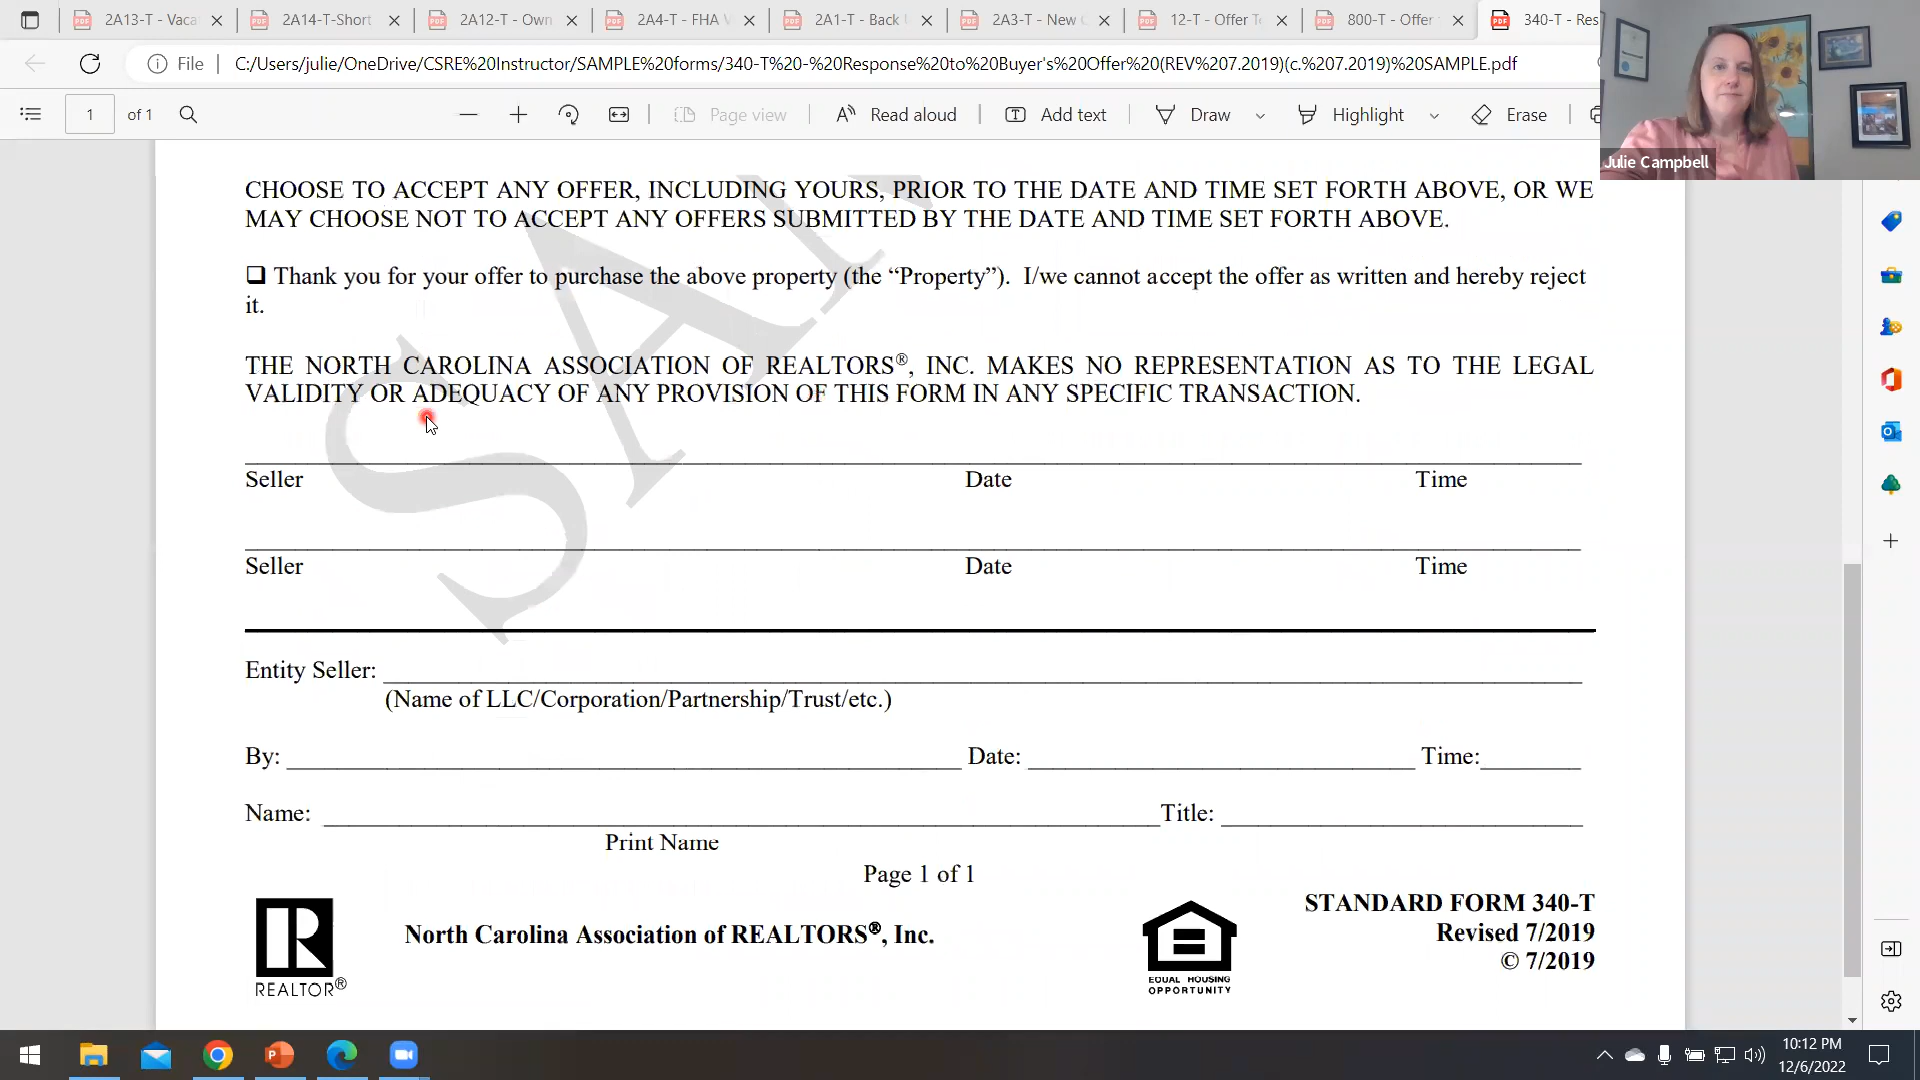 2A13-T - Vaca
2A14-T-Short
2A12-T - Own
2A4-T - FHA V
2A1-T - Back
2A3-T - New C
12-T - Offer To
800-T - Offer
340-T - Res
File
C:/Users/julie/OneDrive/CSRE%20Instructor/SAMPLE%20forms/340-T%20-%20Response%20to%20Buyer's%20Offer%20(REV%207.2019)(c.%207.2019)%20SAMPLE.pdf
1 of 1
Page view
Read aloud
Add text
Draw
Highlight
Erase
Julie Campbell
CHOOSE TO ACCEPT ANY OFFER, INCLUDING YOURS, PRIOR TO THE DATE AND TIME SET FORTH ABOVE, OR WE
MAY CHOOSE NOT TO ACCEPT ANY OFFERS SUBMITTED BY THE DATE AND TIME SET FORTH ABOVE.
❑ Thank you for your offer to purchase the above property (the “Property”). I/we cannot accept the offer as written and hereby reject
it.
THE NORTH CAROLINA ASSOCIATION OF REALTORS®, INC. MAKES NO REPRESENTATION AS TO THE LEGAL
VALIDITY OR ADEQUACY OF ANY PROVISION OF THIS FORM IN ANY SPECIFIC TRANSACTION.
Seller Date Time
Seller Date Time
Entity Seller:
(Name of LLC/Corporation/Partnership/Trust/etc.)
By: Date: Time:
Name: Title:
Print Name
Page 1 of 1
REALTOR®
North Carolina Association of REALTORS®, Inc.
EQUAL HOUSING
OPPORTUNITY
STANDARD FORM 340-T
Revised 7/2019
© 7/2019
10:12 PM
12/6/2022